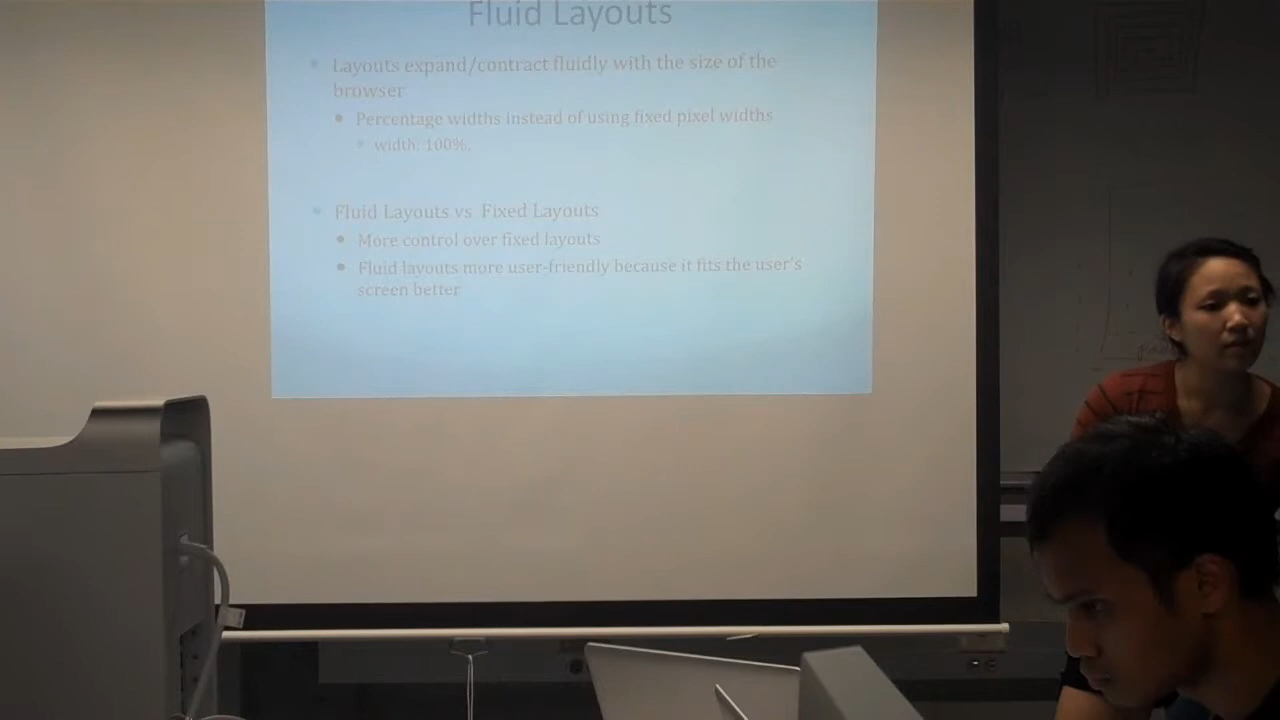 Fluid Layouts
Layouts expand/contract fluidly with the size of the
browser
Percentage widths instead of using fixed pixel widths
width: 100%;
Fluid Layouts vs Fixed Layouts
More control over fixed layouts
Fluid layouts more user-friendly because it fits the user's
screen better